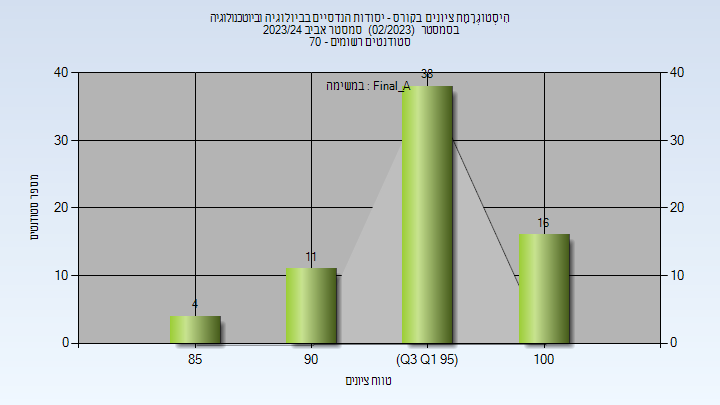 היסטוגרמת ציונים בקורס - יסודות הנדסיים בביולוגיה וביוטכנולוגיה
בסמסטר (02/2023) סמסטר אביב 2023/24
סטודנטים רשומים - 70
במשימה : Final_A
40
30
20
10
0
40
30
20
10
0
מספר סטודנטים
4
11
38
16
85
90
(Q3 Q1 95)
100
טווח ציונים